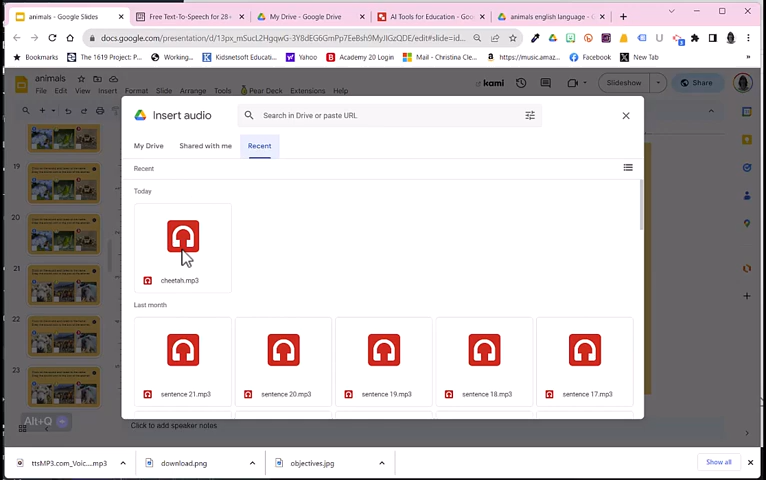 animals - Google Slides
Free Text-To-Speech for 28+
My Drive - Google Drive
AI Tools for Education - Goo
animals english language - G
docs.google.com/presentation/d/13px_mSucL2HgqwG-3Y8dEG6GmPp7EeBsh9MyJIGzQDE/edit#slide=id...
Bookmarks
The 1619 Project:...
Working...
Kidsnetsoft Educati...
Yahoo
Academy 20 Login
Mail - Christina Cle...
https://music.amaz...
Facebook
New Tab
animals
File Edit View Insert Format Slide Arrange Tools Pear Deck Extensions Help
kami
Slideshow
Share
Insert audio
Search in Drive or paste URL
My Drive
Shared with me
Recent
Recent
Today
cheetah.mp3
Last month
sentence 21.mp3
sentence 20.mp3
sentence 19.mp3
sentence 18.mp3
sentence 17.mp3
19
20
21
22
23
Alt+Q
Click to add speaker notes
ttsMP3.com_Voic....mp3
download.png
objectives.jpg
Show all